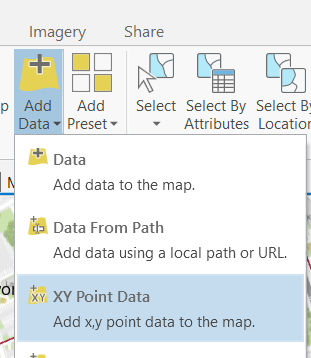 Imagery Share
p Add Data Add Preset Select Select By Attributes Select By Location
M
Data
Add data to the map.
Data From Path
Add data using a local path or URL.
XY Point Data
Add x,y point data to the map.